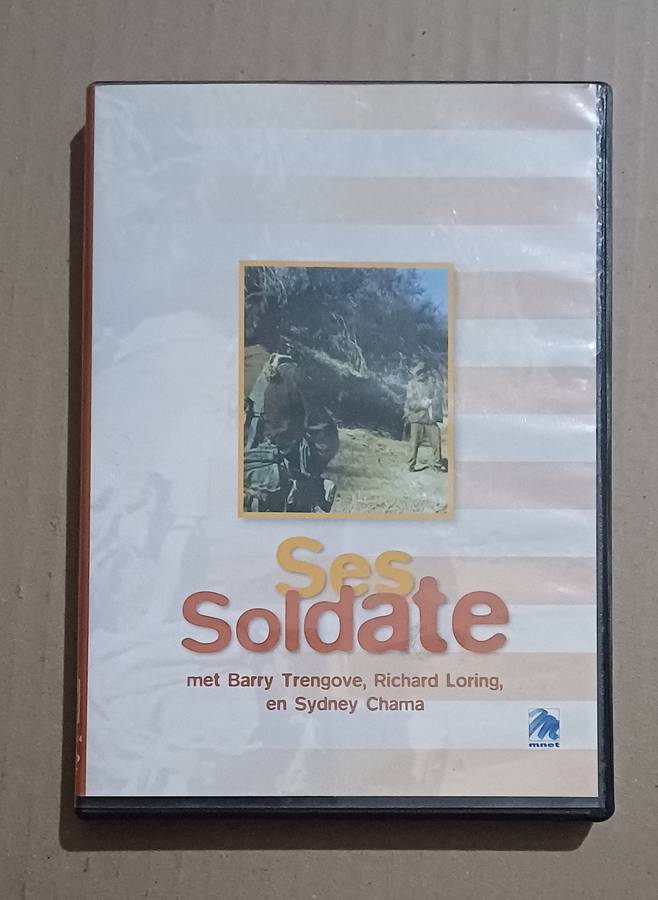 Ses
Soldate
met Barry Trengove, Richard Loring,
en Sydney Chama
mnet